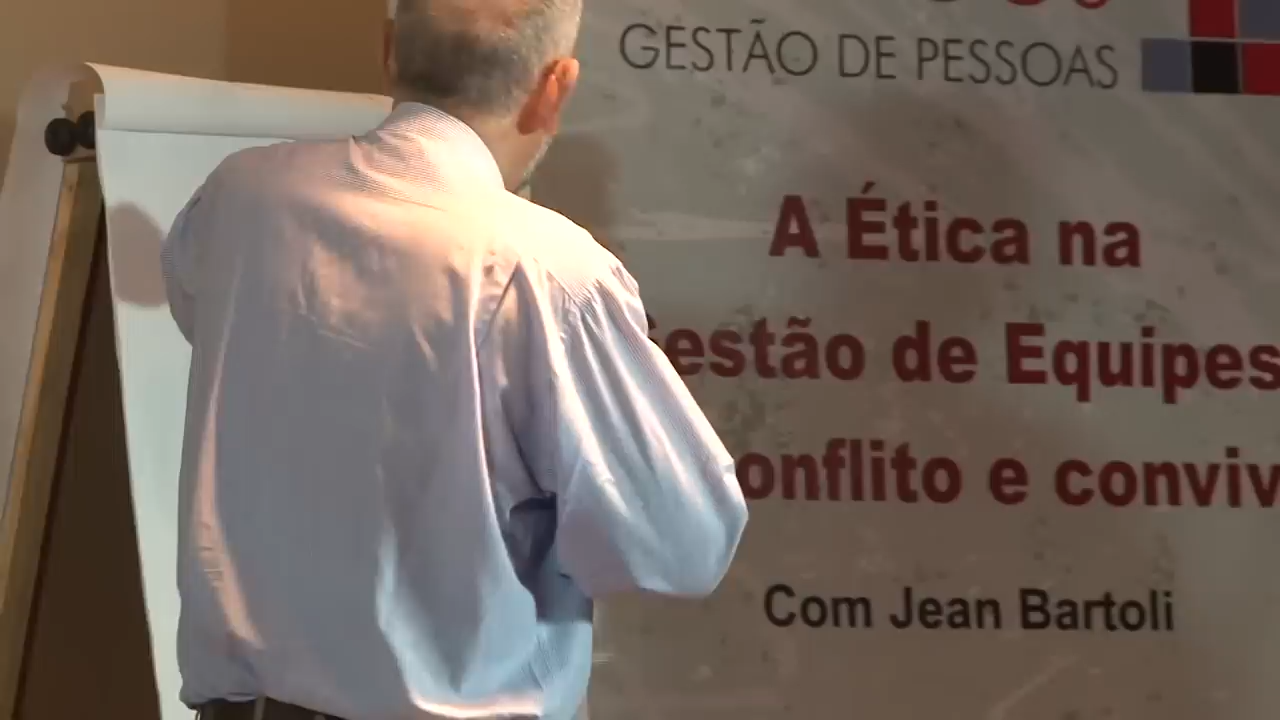 GESTÃO DE PESSOAS
A Ética na
estão de Equipes
onflito e conviv
Com Jean Bartoli